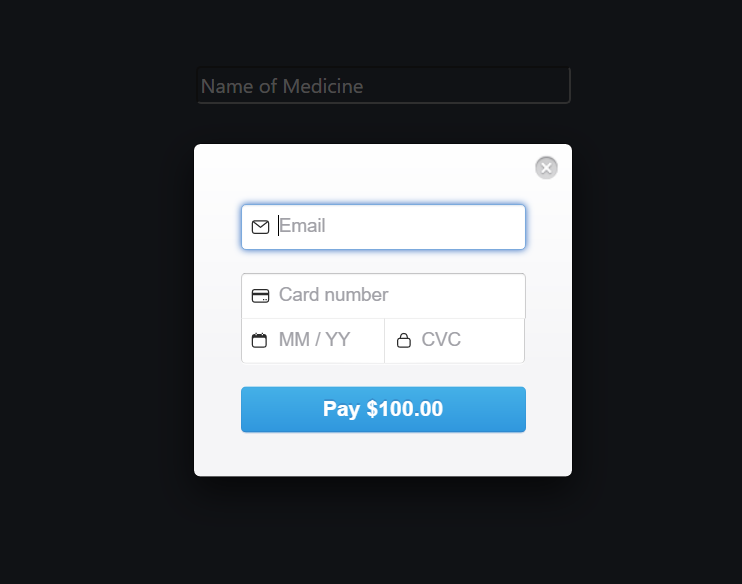 Name of Medicine
Email
Card number
MM / YY CVC
Pay $100.00